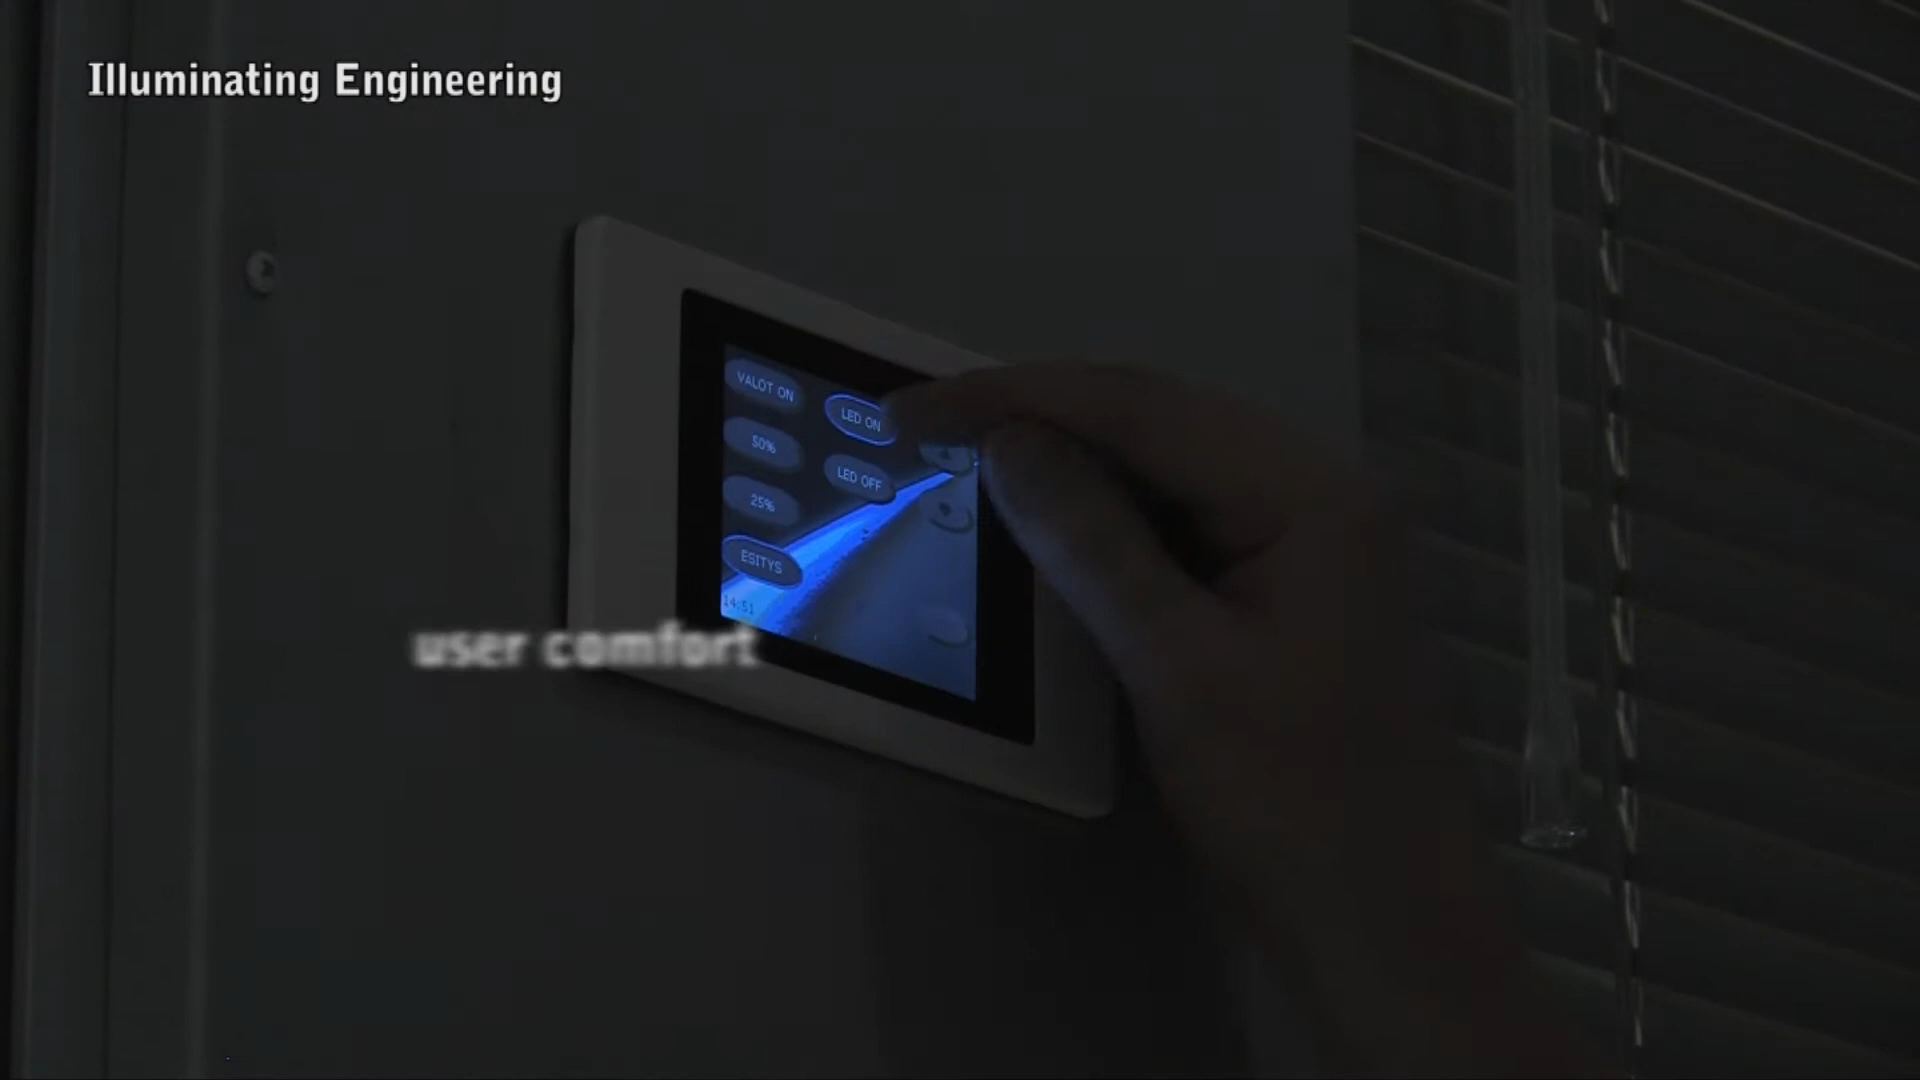 Illuminating Engineering
VALOT ON
LED ON
50%
LED OFF
25%
ESITYS
14:51
user comfort